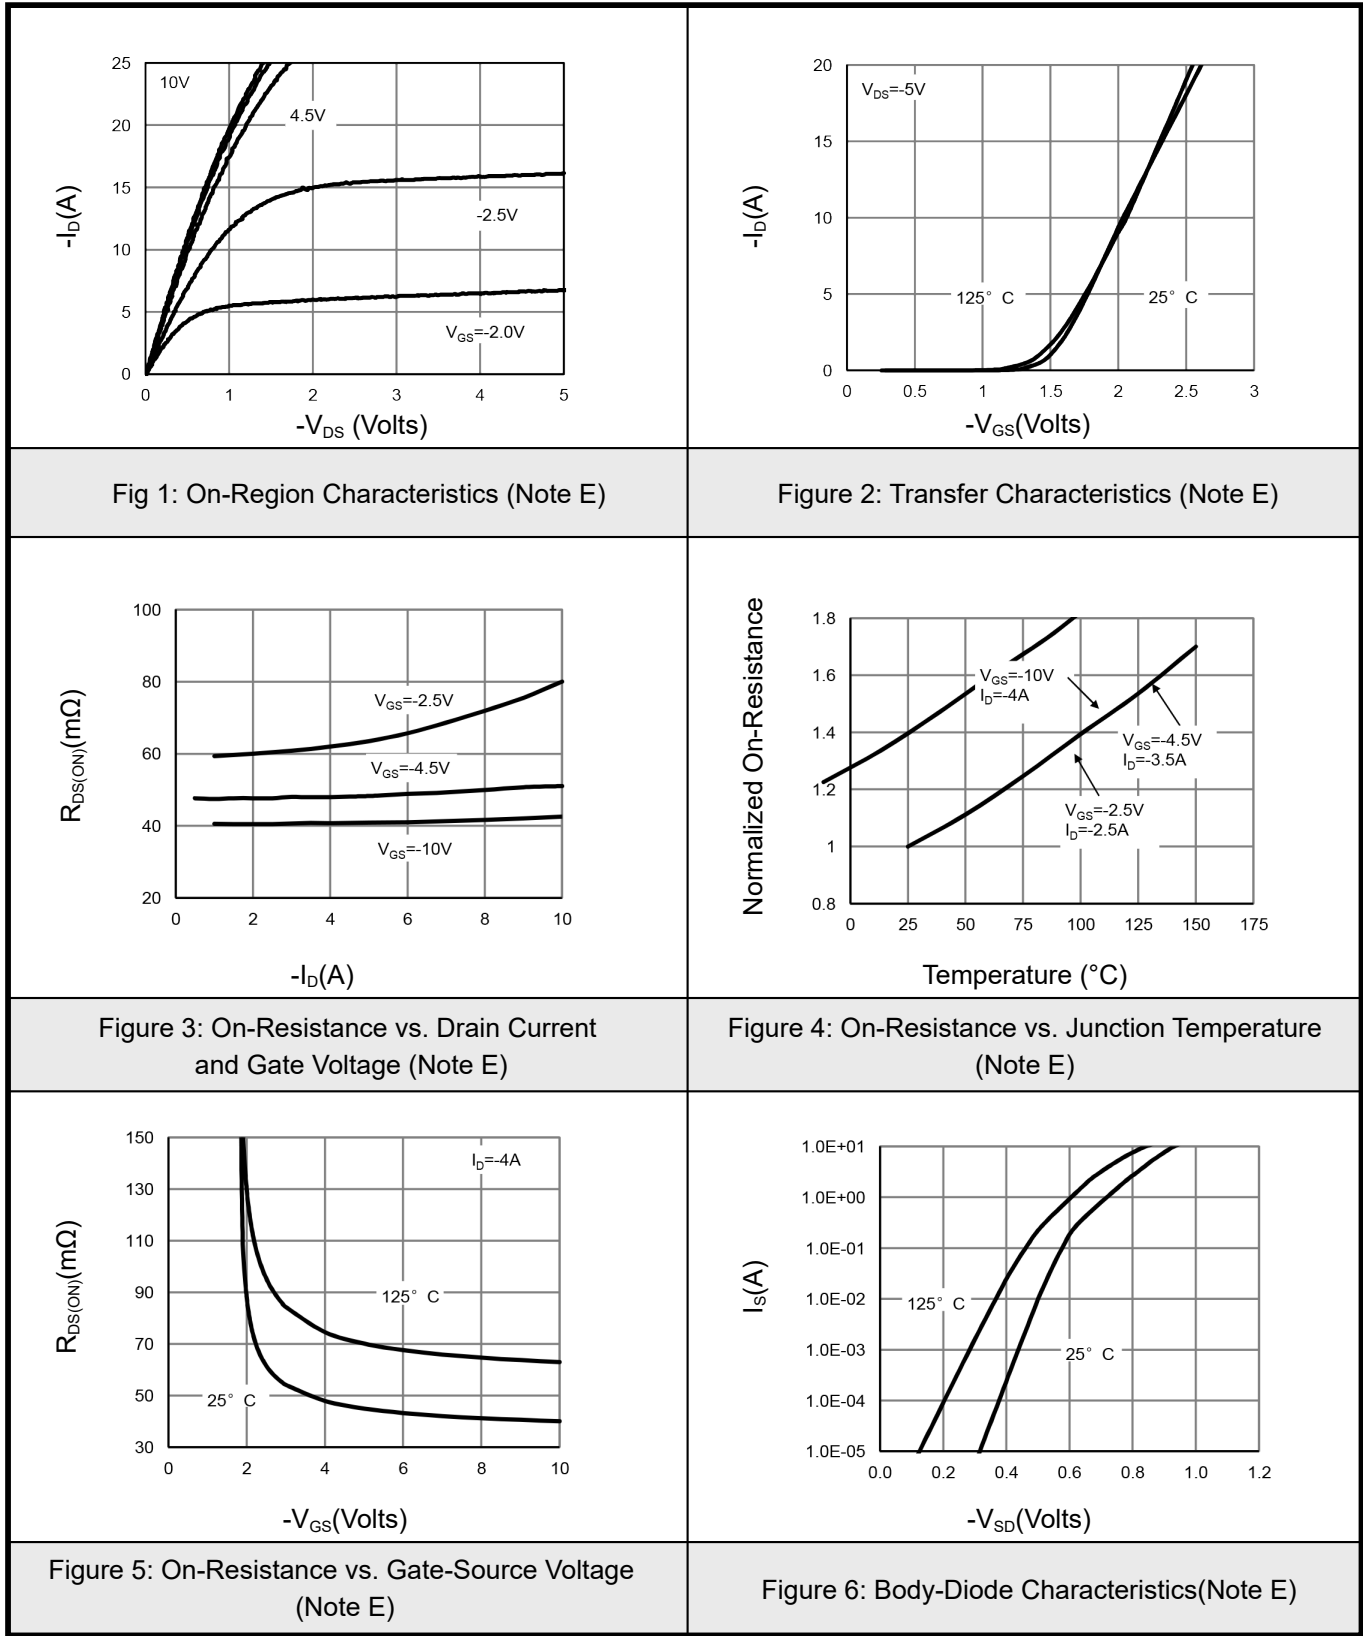 25
20
15
10
5
0
10V
4.5V
-2.5V
V_GS=-2.0V
0 1 2 3 4 5
-I_D(A)
-V_DS (Volts)
Fig 1: On-Region Characteristics (Note E)
20
15
10
5
0
V_DS=-5V
125° C
25° C
0 0.5 1 1.5 2 2.5 3
-I_D(A)
-V_GS(Volts)
Figure 2: Transfer Characteristics (Note E)
100
80
60
40
20
V_GS=-2.5V
V_GS=-4.5V
V_GS=-10V
0 2 4 6 8 10
R_DS(ON)(mΩ)
-I_D(A)
Figure 3: On-Resistance vs. Drain Current
and Gate Voltage (Note E)
1.8
1.6
1.4
1.2
1
0.8
V_GS=-10V
I_D=-4A
V_GS=-4.5V
I_D=-3.5A
V_GS=-2.5V
I_D=-2.5A
0 25 50 75 100 125 150 175
Normalized On-Resistance
Temperature (°C)
Figure 4: On-Resistance vs. Junction Temperature
(Note E)
150
130
110
90
70
50
30
I_D=-4A
125° C
25° C
0 2 4 6 8 10
R_DS(ON)(mΩ)
-V_GS(Volts)
Figure 5: On-Resistance vs. Gate-Source Voltage
(Note E)
1.0E+01
1.0E+00
1.0E-01
1.0E-02
1.0E-03
1.0E-04
1.0E-05
125° C
25° C
0.0 0.2 0.4 0.6 0.8 1.0 1.2
I_S(A)
-V_SD(Volts)
Figure 6: Body-Diode Characteristics(Note E)